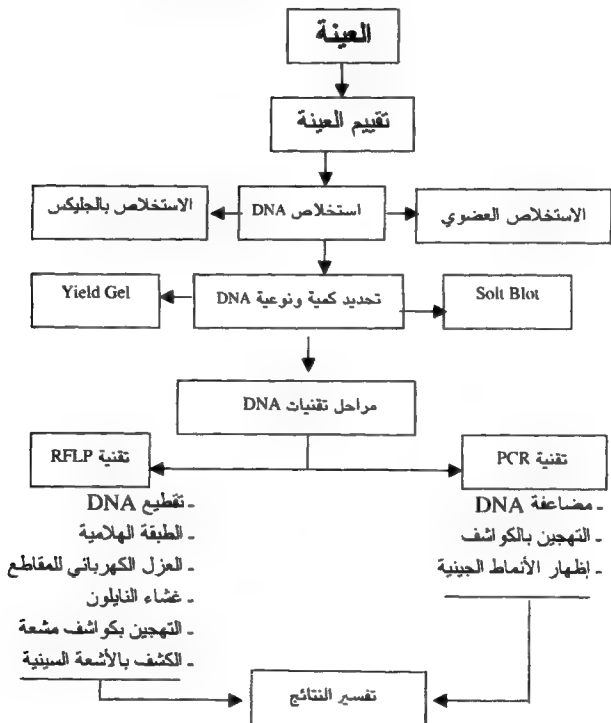 العينة
تقييم العينة
الاستخلاص العضوي
استخلاص DNA
الاستخلاص بالجليكس
Solt Blot
تحديد كمية ونوعية DNA
Yield Gel
مراحل تقنيات DNA
تقنية PCR
- مضاعفة DNA
- التهجين بالكواشف
- إظهار الأنماط الجينية
تقنية RFLP
- تقطيع DNA
- الطبقة الهلامية
- العزل الكهربائي للمقاطع
- غشاء النايلون
- التهجين بكواشف مشعة
- الكشف بالأشعة السينية
تفسير النتائج